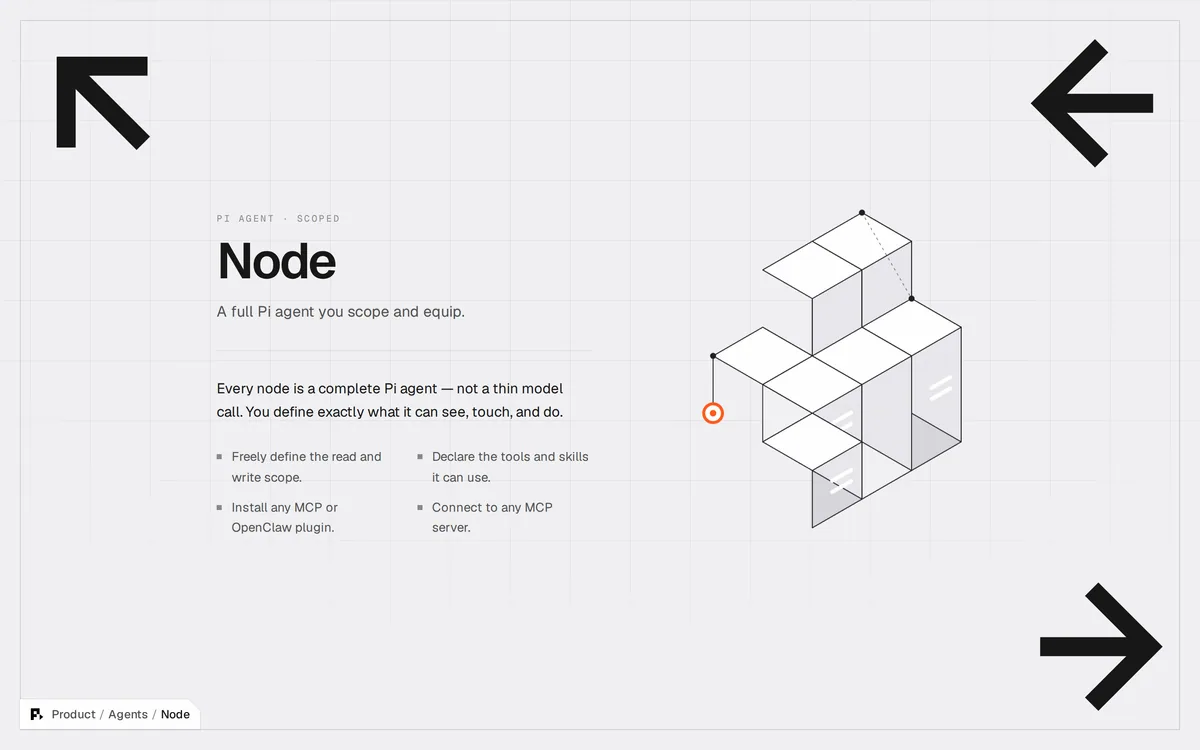 PI AGENT · SCOPED
Node
A full Pi agent you scope and equip.
Every node is a complete Pi agent — not a thin model
call. You define exactly what it can see, touch, and do.
Freely define the read and
write scope.
Declare the tools and skills
it can use.
Install any MCP or
OpenClaw plugin.
Connect to any MCP
server.
Product / Agents / Node